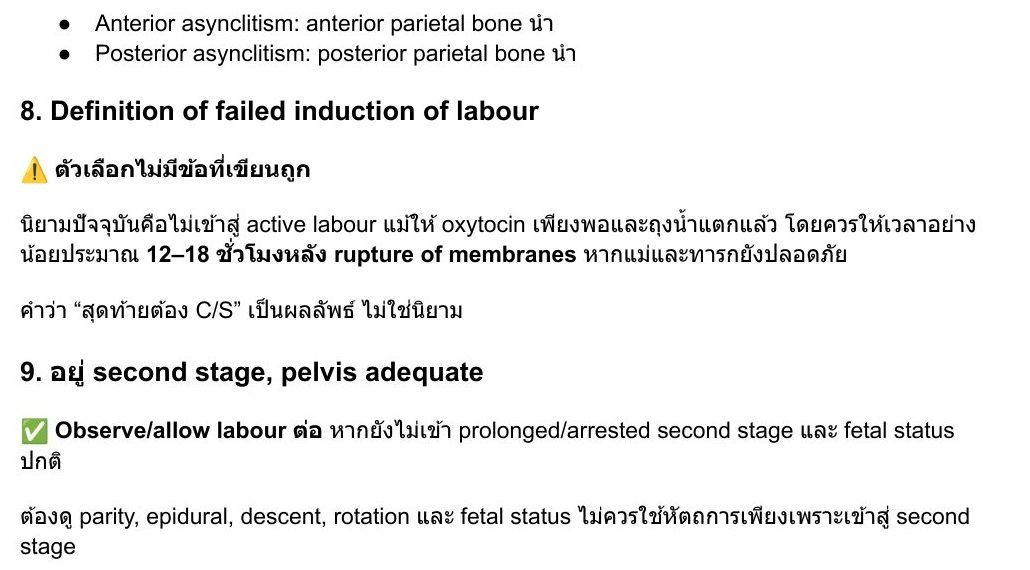 ● Anterior asynclitism: anterior parietal bone นำ
● Posterior asynclitism: posterior parietal bone นำ
8. Definition of failed induction of labour
⚠️ ตัวเลือกไม่มีข้อที่เขียนถูก
นิยามปัจจุบันคือไม่เข้าสู่ active labour แม้ให้ oxytocin เพียงพอและถุงน้ำแตกแล้ว โดยควรให้เวลาอย่าง
น้อยประมาณ 12–18 ชั่วโมงหลัง rupture of membranes หากแม่และทารกยังปลอดภัย
คำว่า “สุดท้ายต้อง C/S” เป็นผลลัพธ์ ไม่ใช่นิยาม
9. อยู่ second stage, pelvis adequate
✅ Observe/allow labour ต่อ หากยังไม่เข้า prolonged/arrested second stage และ fetal status
ปกติ
ต้องดู parity, epidural, descent, rotation และ fetal status ไม่ควรใช้หัตถการเพียงเพราะเข้าสู่ second
stage